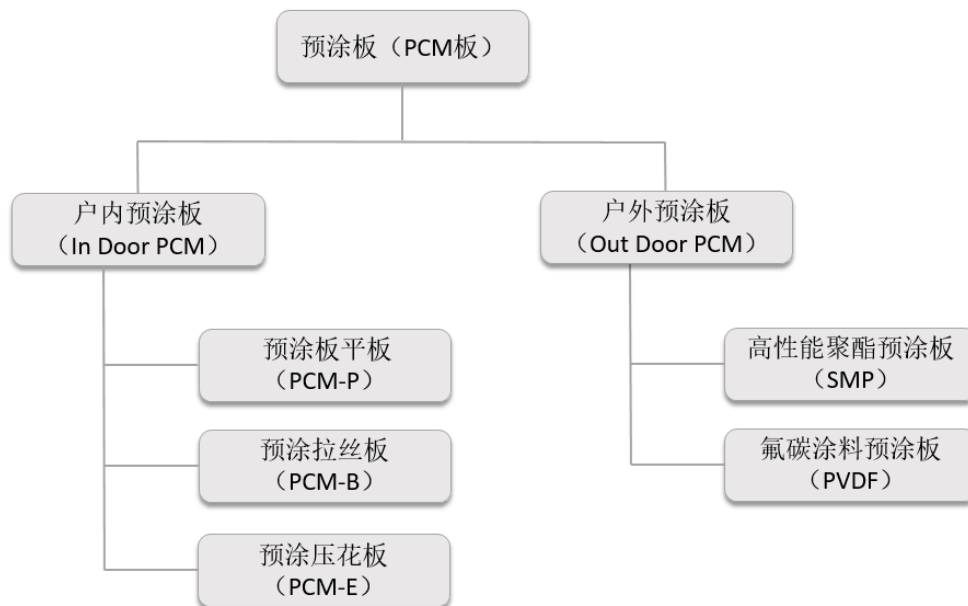 预涂板（PCM板）
户内预涂板
（In Door PCM）
户外预涂板
（Out Door PCM）
预涂板平板
（PCM-P）
预涂拉丝板
（PCM-B）
预涂压花板
（PCM-E）
高性能聚酯预涂板
（SMP）
氟碳涂料预涂板
（PVDF）